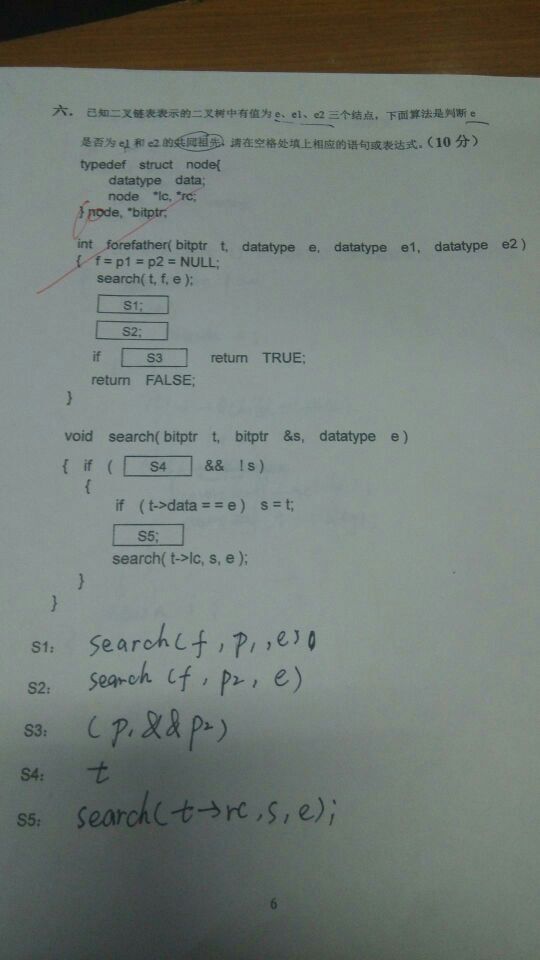 六. 已知二叉链表表示的二叉树中有值为 e、e1、e2 三个结点，下面算法是判断 e
是否为 e1 和 e2 的共同祖先，请在空格处填上相应的语句或表达式。（10 分）
typedef struct node{
datatype data;
node *lc, *rc;
} node, *bitptr;
int forefather( bitptr t, datatype e, datatype e1, datatype e2 )
{ f = p1 = p2 = NULL;
search( t, f, e );
S1;
S2;
if S3 return TRUE;
return FALSE;
}
void search( bitptr t, bitptr &s, datatype e )
{ if ( S4 && !s )
{
if ( t->data == e ) s = t;
S5;
search( t->lc, s, e );
}
}
S1: search(f, p1, e);
S2: search (f, p2, e)
S3: (p1 && p2)
S4: t
S5: search(t->rc, s, e);
6